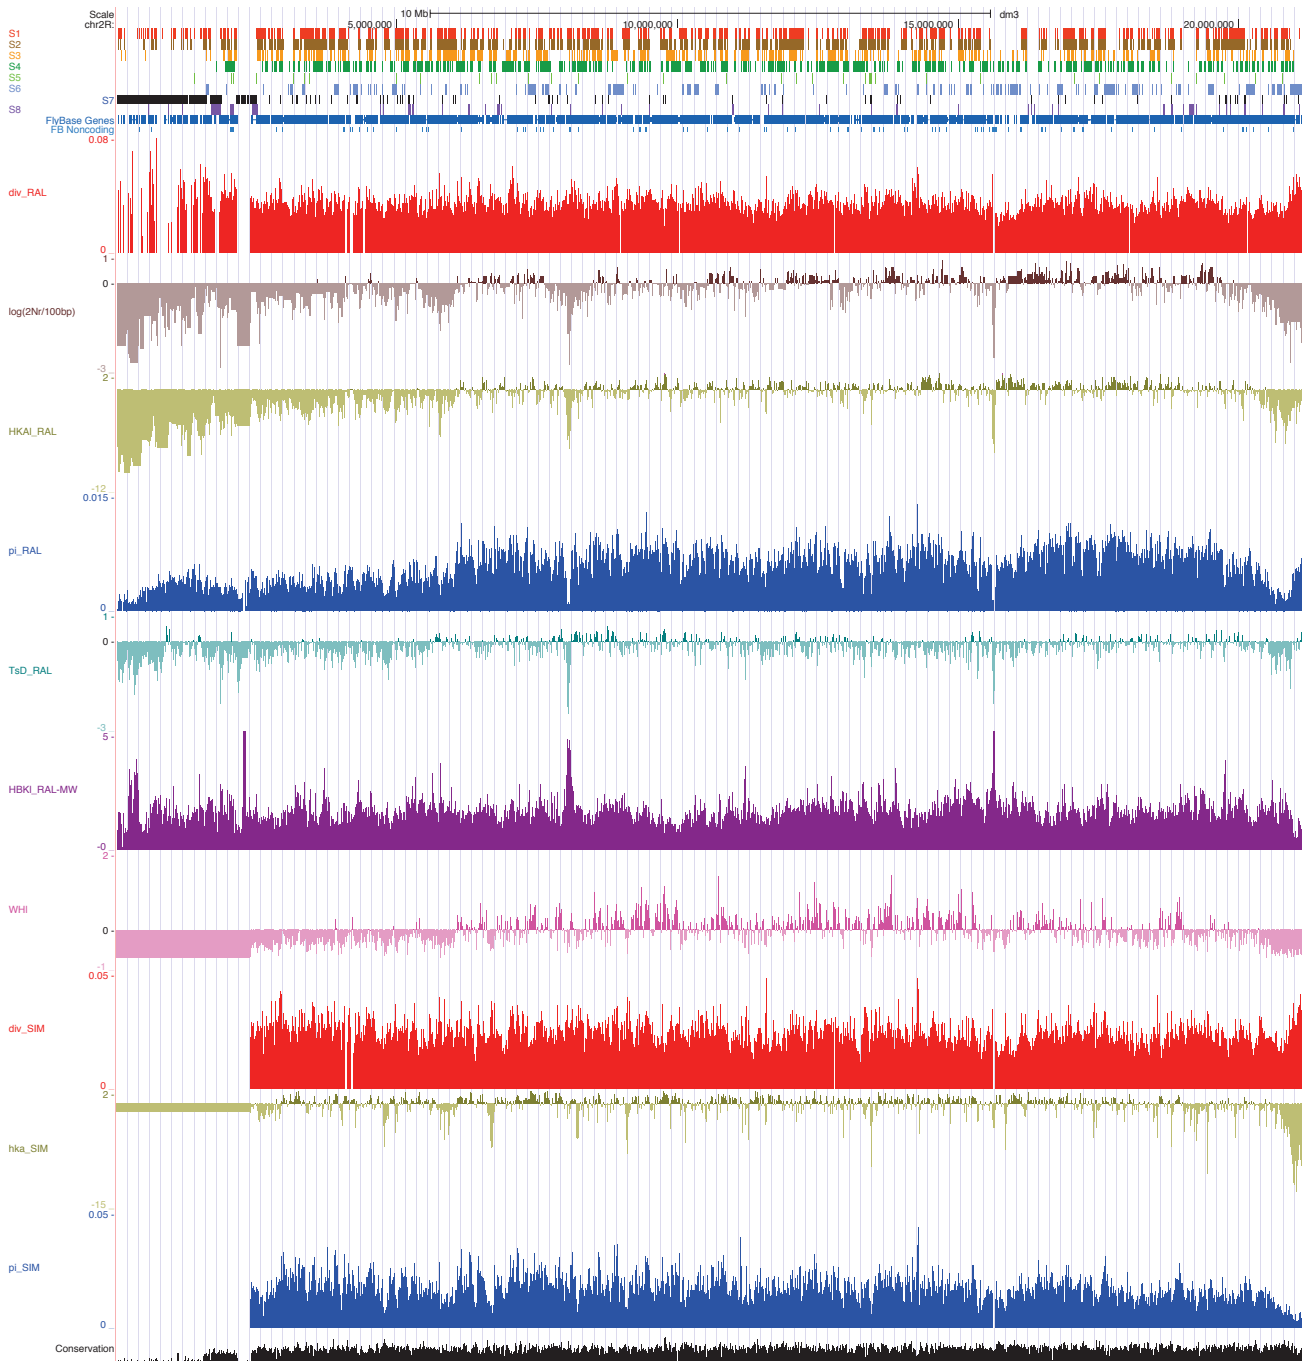 Scale
10 Mb
dm3
chr2R:
5,000,000
10,000,000
15,000,000
20,000,000
S1
S2
S3
S4
S5
S6
S7
S8
FlyBase Genes
FB Noncoding
0.08 -
div_RAL
0 _
1 -
0 -
log(2Nr/100bp)
-3 _
2 -
HKAl_RAL
-12 _
0.015 -
pi_RAL
0 _
1 -
0 -
TsD_RAL
-3 _
5 -
HBKl_RAL-MW
-0 _
2 -
WHl
0 -
-1 _
0.05 -
div_SIM
0 _
2 -
hka_SIM
-15 _
0.05 -
pi_SIM
0 _
Conservation